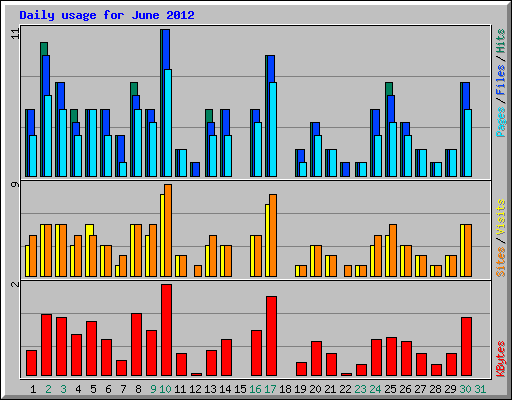 Daily usage for June 2012
11
Pages / Files / Hits
9
Sites / Visits
2
KBytes
1 2 3 4 5 6 7 8 9 10 11 12 13 14 15 16 17 18 19 20 21 22 23 24 25 26 27 28 29 30 31